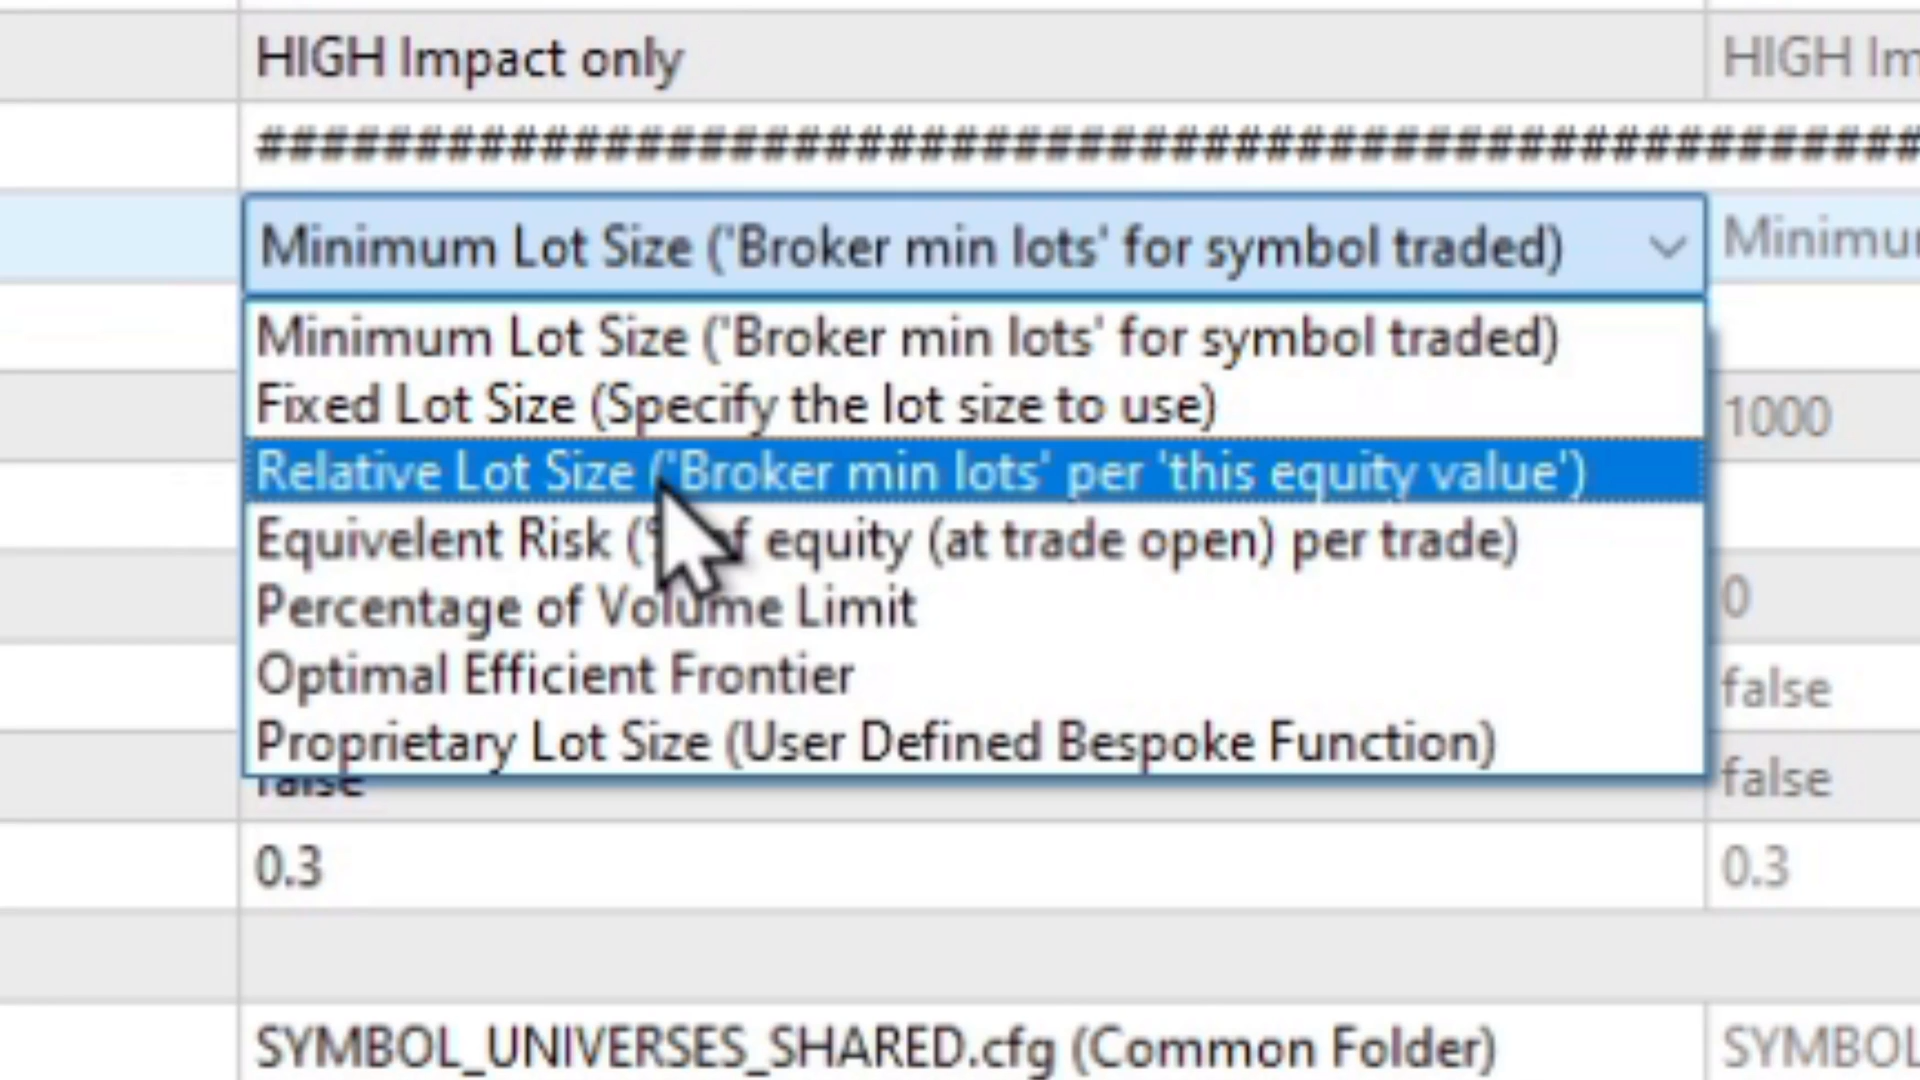 HIGH Impact only
HIGH Im
################################################################
Minimum Lot Size ('Broker min lots' for symbol traded)
Minimu
Minimum Lot Size ('Broker min lots' for symbol traded)
Fixed Lot Size (Specify the lot size to use)
1000
Relative Lot Size ('Broker min lots' per 'this equity value')
Equivelent Risk ( equity (at trade open) per trade)
Percentage of Volume Limit
0
Optimal Efficient Frontier
false
Proprietary Lot Size (User Defined Bespoke Function)
false
false
0.3
0.3
SYMBOL_UNIVERSES_SHARED.cfg (Common Folder)
SYMBOL